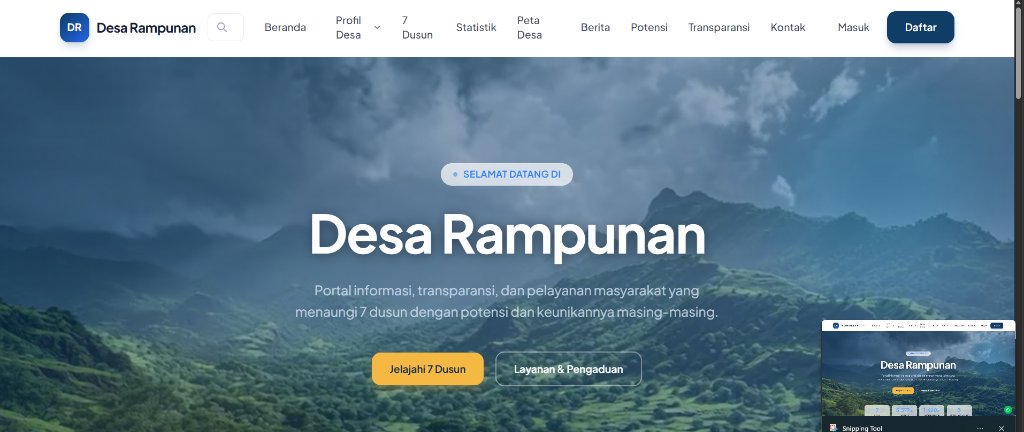 DR
Desa Rampunan
Beranda
Profil
Desa
7
Dusun
Statistik
Peta
Desa
Berita
Potensi
Transparansi
Kontak
Masuk
Daftar
SELAMAT DATANG DI
Desa Rampunan
Portal informasi, transparansi, dan pelayanan masyarakat yang
menaungi 7 dusun dengan potensi dan keunikannya masing-masing.
Jelajahi 7 Dusun
Layanan & Pengaduan
Desa Rampunan
Snipping Tool